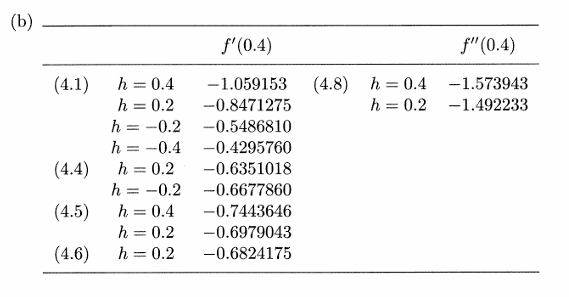 (b)
f′(0.4) f″(0.4)
(4.1) h = 0.4 −1.059153 (4.8) h = 0.4 −1.573943
h = 0.2 −0.8471275 h = 0.2 −1.492233
h = −0.2 −0.5486810
h = −0.4 −0.4295760
(4.4) h = 0.2 −0.6351018
h = −0.2 −0.6677860
(4.5) h = 0.4 −0.7443646
h = 0.2 −0.6979043
(4.6) h = 0.2 −0.6824175